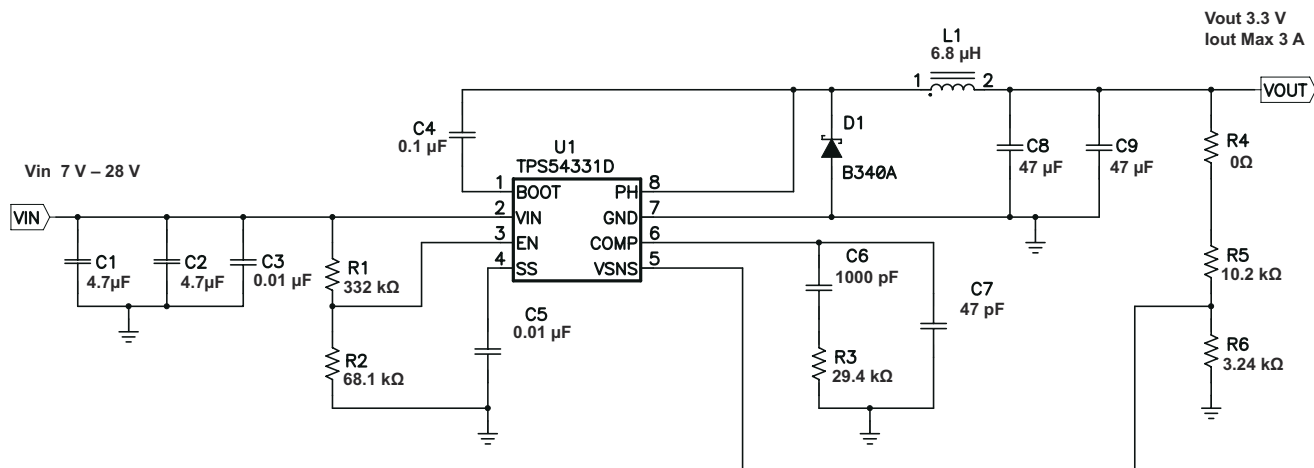 Vout 3.3 V
Iout Max 3 A
L1
6.8 µH
1
2
VOUT
C4
0.1 µF
D1
B340A
C8
47 µF
C9
47 µF
R4
0Ω
U1
TPS54331D
Vin 7 V – 28 V
VIN
1
BOOT
PH
8
2
VIN
GND
7
3
EN
COMP
6
4
SS
VSNS
5
C1
4.7µF
C2
4.7µF
C3
0.01 µF
R1
332 kΩ
C6
1000 pF
C7
47 pF
R5
10.2 kΩ
C5
0.01 µF
R2
68.1 kΩ
R3
29.4 kΩ
R6
3.24 kΩ